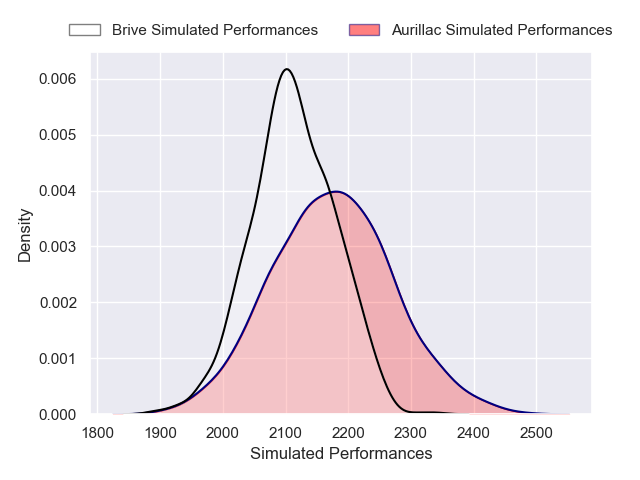 Brive Simulated Performances
Aurillac Simulated Performances
0.006
0.005
0.004
0.003
0.002
0.001
0.000
Density
1800 1900 2000 2100 2200 2300 2400 2500
Simulated Performances